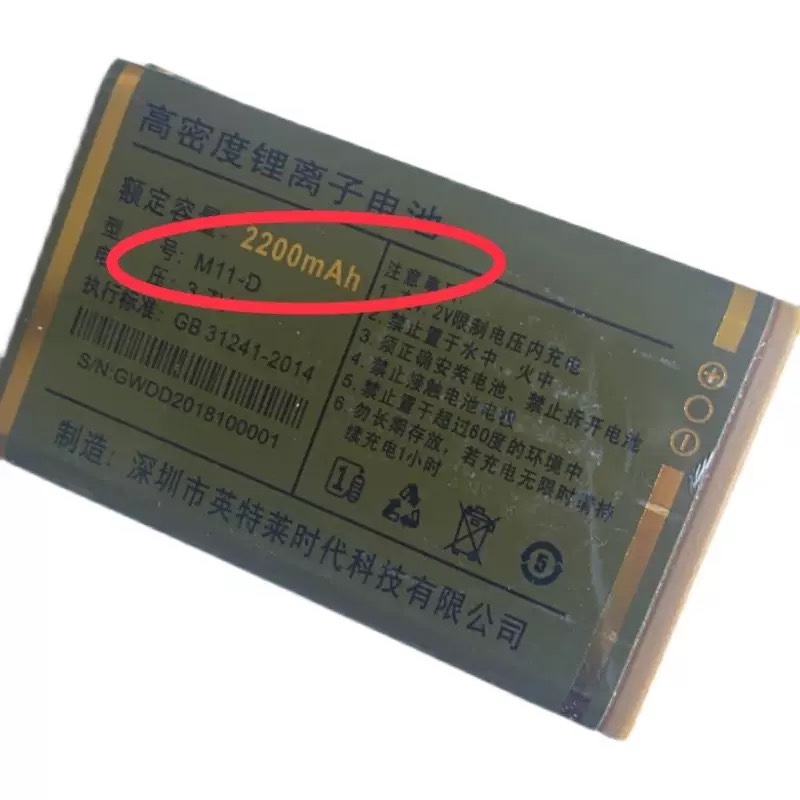 高密度锂离子电池
额定容量: 2200mAh
型 号: M11-D
电 压: 3.7V
执行标准: GB 31241-2014
S/N:GWDD2018100001
注意事
2V限制电压内充电
2. 禁止置于水中、火中
3. 须正确安装电池、禁止拆开电池
4. 禁止接触电池电极
5. 禁止置于超过60度的环境中
6. 勿长期存放，若充电无限时请持
续充电1小时
制造: 深圳市英特莱时代科技有限公司
5